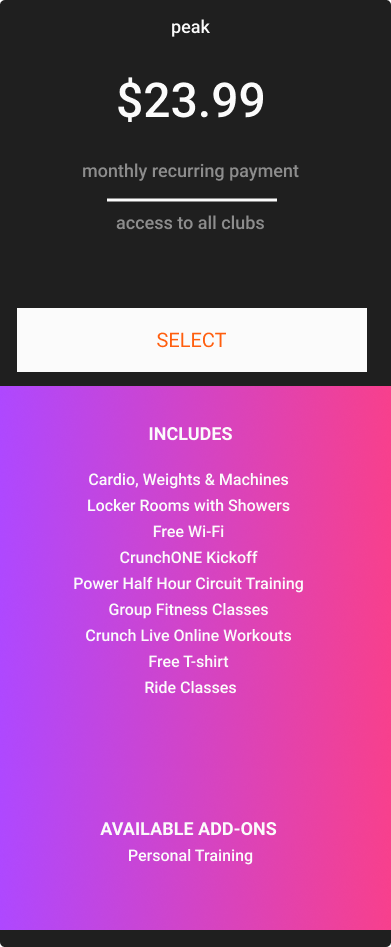 peak
$23.99
monthly recurring payment
access to all clubs
SELECT
INCLUDES
Cardio, Weights & Machines
Locker Rooms with Showers
Free Wi-Fi
CrunchONE Kickoff
Power Half Hour Circuit Training
Group Fitness Classes
Crunch Live Online Workouts
Free T-shirt
Ride Classes
AVAILABLE ADD-ONS
Personal Training